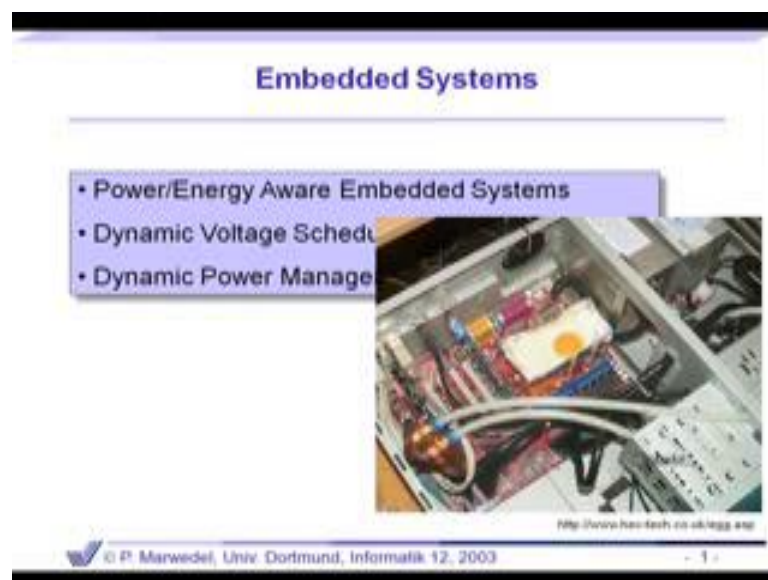 Embedded Systems
• Power/Energy Aware Embedded Systems
• Dynamic Voltage Schedu
• Dynamic Power Manage
© P. Marwedel, Univ. Dortmund, Informatik 12, 2003
- 1 -